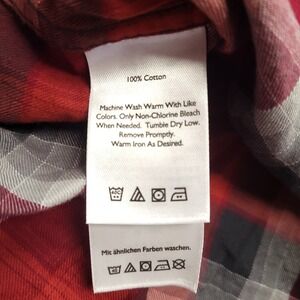 100% Cotton
Machine Wash Warm With Like
Colors. Only Non-Chlorine Bleach
When Needed. Tumble Dry Low.
Remove Promptly.
Warm Iron As Desired.
Mit ähnlichen Farben waschen.